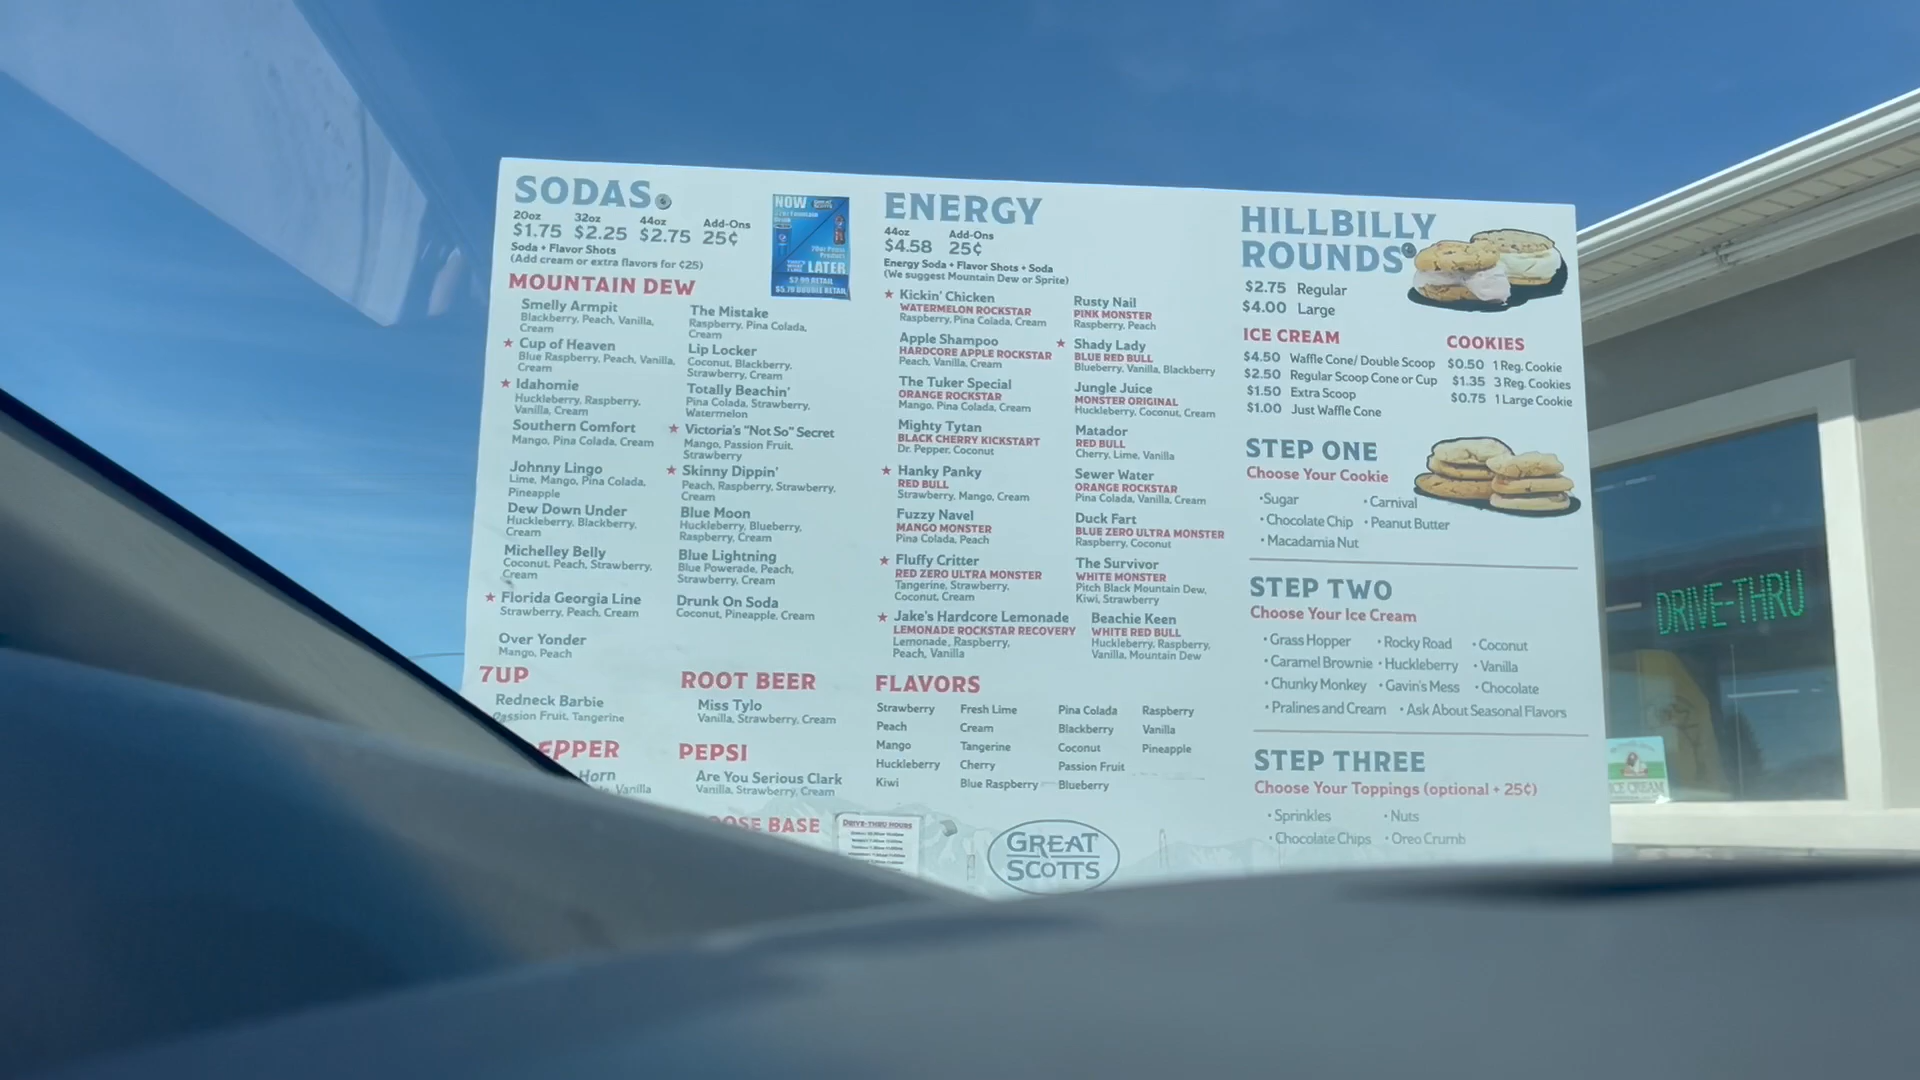 SODAS
20oz 32oz 44oz Add-Ons
$1.75 $2.25 $2.75 25¢
Soda • Flavor Shots
(Add cream or extra flavors for ¢25)
MOUNTAIN DEW
Smelly Armpit
Blackberry, Peach, Vanilla,
Cream
★ Cup of Heaven
Blue Raspberry, Peach, Vanilla,
Cream
★ Idahomie
Huckleberry, Raspberry,
Vanilla, Cream
Southern Comfort
Mango, Pina Colada, Cream
Johnny Lingo
Lime, Mango, Pina Colada,
Pineapple
Dew Down Under
Huckleberry, Blackberry,
Cream
Michelley Belly
Coconut, Peach, Strawberry,
Cream
★ Florida Georgia Line
Strawberry, Peach, Cream
Over Yonder
Mango, Peach
The Mistake
Raspberry, Pina Colada,
Cream
Lip Locker
Coconut, Blackberry,
Strawberry, Cream
Totally Beachin'
Pina Colada, Strawberry,
Watermelon
★ Victoria's "Not So" Secret
Mango, Passion Fruit,
Strawberry
★ Skinny Dippin'
Peach, Raspberry, Strawberry,
Cream
Blue Moon
Huckleberry, Blueberry,
Raspberry, Cream
Blue Lightning
Blue Powerade, Peach,
Strawberry, Cream
Drunk On Soda
Coconut, Pineapple, Cream
7UP
Redneck Barbie
Passion Fruit, Tangerine
EPPER
Horn
Vanilla
ROOT BEER
Miss Tylo
Vanilla, Strawberry, Cream
PEPSI
Are You Serious Clark
Vanilla, Strawberry, Cream
OSE BASE
DRIVE-THRU HOURS
NOW
LATER
$2.99 RETAIL
$5.79 DOUBLE RETAIL
ENERGY
44oz Add-Ons
$4.58 25¢
Energy Soda • Flavor Shots • Soda
(We suggest Mountain Dew or Sprite)
★ Kickin' Chicken
WATERMELON ROCKSTAR
Raspberry, Pina Colada, Cream
Apple Shampoo
HARDCORE APPLE ROCKSTAR
Peach, Vanilla, Cream
The Tuker Special
ORANGE ROCKSTAR
Mango, Pina Colada, Cream
Mighty Tytan
BLACK CHERRY KICKSTART
Dr. Pepper, Coconut
★ Hanky Panky
RED BULL
Strawberry, Mango, Cream
Fuzzy Navel
MANGO MONSTER
Pina Colada, Peach
★ Fluffy Critter
RED ZERO ULTRA MONSTER
Tangerine, Strawberry,
Coconut, Cream
★ Jake's Hardcore Lemonade
LEMONADE ROCKSTAR RECOVERY
Lemonade, Raspberry,
Peach, Vanilla
Rusty Nail
PINK MONSTER
Raspberry, Peach
★ Shady Lady
BLUE RED BULL
Blueberry, Vanilla, Blackberry
Jungle Juice
MONSTER ORIGINAL
Huckleberry, Coconut, Cream
Matador
RED BULL
Cherry, Lime, Vanilla
Sewer Water
ORANGE ROCKSTAR
Pina Colada, Vanilla, Cream
Duck Fart
BLUE ZERO ULTRA MONSTER
Raspberry, Coconut
The Survivor
WHITE MONSTER
Pitch Black Mountain Dew,
Kiwi, Strawberry
Beachie Keen
WHITE RED BULL
Huckleberry, Raspberry,
Vanilla, Mountain Dew
FLAVORS
Strawberry Fresh Lime Pina Colada Raspberry
Peach Cream Blackberry Vanilla
Mango Tangerine Coconut Pineapple
Huckleberry Cherry Passion Fruit
Kiwi Blue Raspberry Blueberry
GREAT
SCOTTS
HILLBILLY
ROUNDS
$2.75 Regular
$4.00 Large
ICE CREAM
$4.50 Waffle Cone/ Double Scoop
$2.50 Regular Scoop Cone or Cup
$1.50 Extra Scoop
$1.00 Just Waffle Cone
COOKIES
$0.50 1 Reg. Cookie
$1.35 3 Reg. Cookies
$0.75 1 Large Cookie
STEP ONE
Choose Your Cookie
• Sugar • Carnival
• Chocolate Chip • Peanut Butter
• Macadamia Nut
STEP TWO
Choose Your Ice Cream
• Grass Hopper • Rocky Road • Coconut
• Caramel Brownie • Huckleberry • Vanilla
• Chunky Monkey • Gavin's Mess • Chocolate
• Pralines and Cream • Ask About Seasonal Flavors
STEP THREE
Choose Your Toppings (optional + 25¢)
• Sprinkles • Nuts
• Chocolate Chips • Oreo Crumb
DRIVE-THRU
ICE CREAM